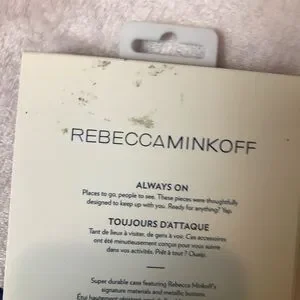 REBECCAMINKOFF
ALWAYS ON
Places to go, people to see. These pieces were thoughtfully
designed to keep up with you. Ready for anything? Yep.
TOUJOURS D'ATTAQUE
Tant de lieux à visiter, de gens à voir. Ces accessoires
ont été minutieusement conçus pour vous suivre
dans vos activités. Prêt à tout ? Ouaip.
Super durable case featuring Rebecca Minkoff's
signature materials and metallic bottom
Étui hautement